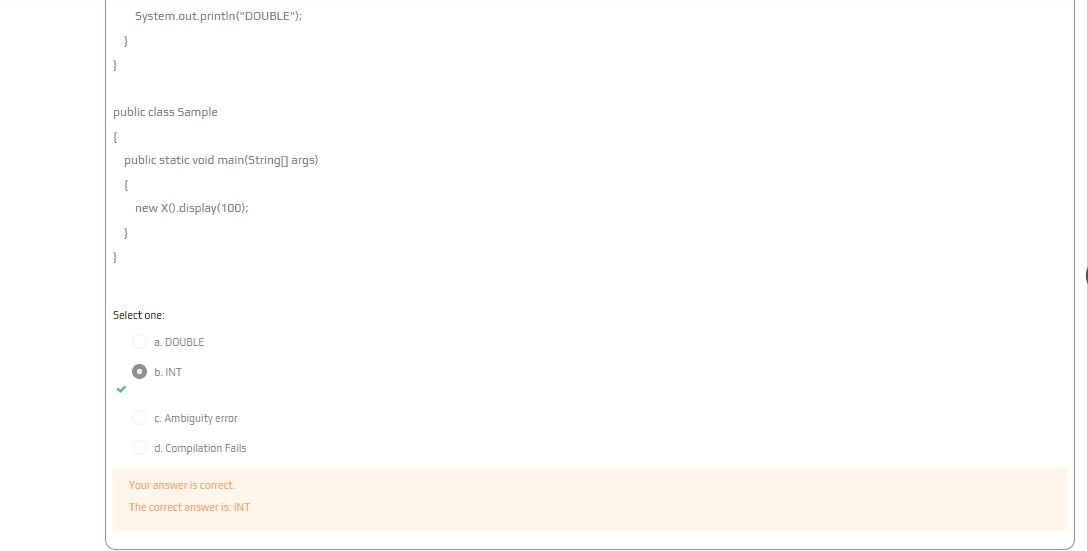 System.out.println("DOUBLE");
}
}
public class Sample
{
public static void main(String[] args)
{
new X().display(100);
}
}
Select one:
a. DOUBLE
b. INT
c. Ambiguity error
d. Compilation Fails
Your answer is correct.
The correct answer is: INT